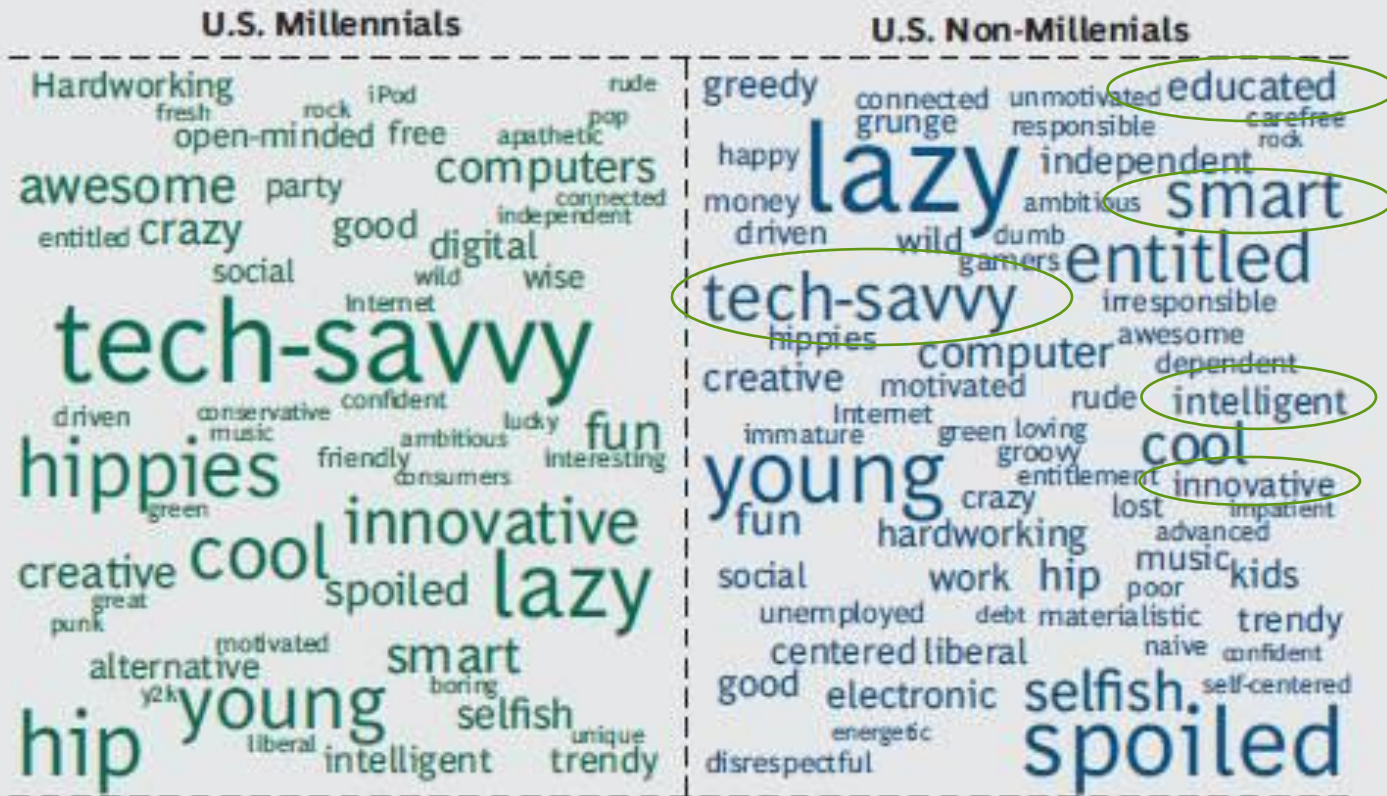 U.S. Millennials
Hardworking
iPod
rude
fresh
rock
pop
open-minded
free
apathetic
computers
awesome
party
connected
independent
entitled
crazy
good
digital
social
wild
wise
Internet
tech-savvy
driven
conservative
confident
music
ambitious
lucky
fun
hippies
friendly
interesting
consumers
green
innovative
cool
creative
spoiled
lazy
great
punk
motivated
alternative
smart
y2k
young
boring
selfish
hip
liberal
intelligent
unique
trendy
U.S. Non-Millenials
greedy
connected
unmotivated
educated
grunge
responsible
carefree
rock
happy
lazy
independent
money
ambitious
smart
driven
wild
dumb
gamers
entitled
tech-savvy
irresponsible
hippies
computer
awesome
dependent
creative
motivated
rude
intelligent
Internet
immature
green
loving
cool
groovy
young
entitlement
innovative
crazy
lost
impatient
fun
hardworking
advanced
music
social
work
hip
poor
kids
unemployed
debt
materialistic
trendy
centered
liberal
naive
confident
good
electronic
selfish
self-centered
energetic
spoiled
disrespectful